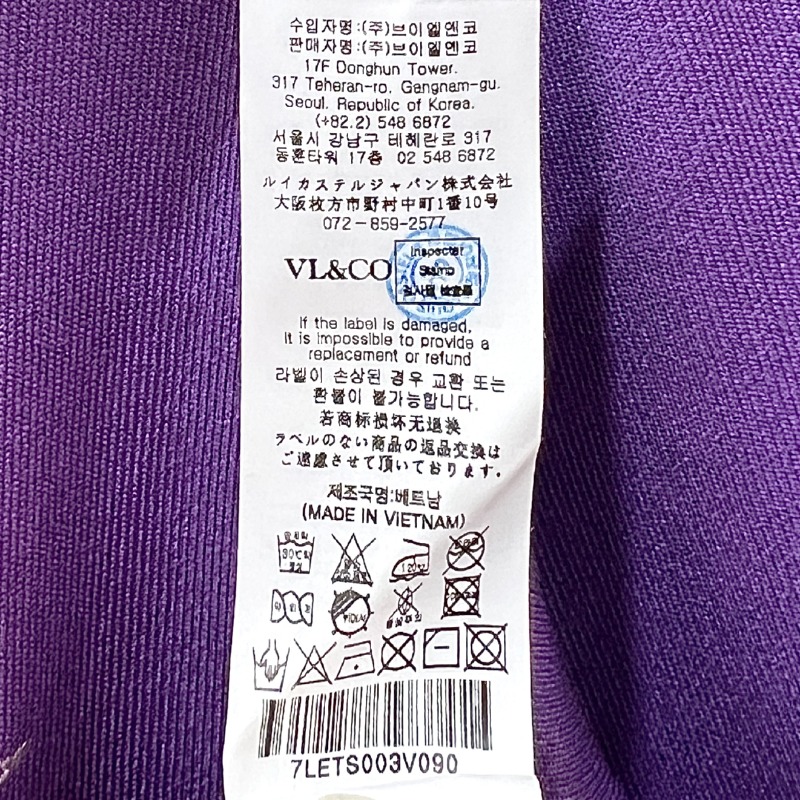 수입자명:(주)브이엘엔코
판매자명:(주)브이엘엔코
17F Donghun Tower.
317 Teheran-ro. Gangnam-gu.
Seoul. Republic of Korea.
(+82.2) 548 6872
서울시 강남구 테헤란로 317
동훈타워 17층 02 548 6872
ルイカステルジャパン株式会社
大阪枚方市野村中町1番10号
072-859-2577
VL&CO
Inspecter
Stamp
If the label is damaged,
it is impossible to provide a
replacement or refund
라벨이 손상된 경우 교환 또는
환불이 불가능합니다.
若商标损坏无退换
ラベルのない商品の返品交換は
ご遠慮させて頂いております.
제조국명:베트남
(MADE IN VIETNAM)
30℃
120℃
7LETS003V090